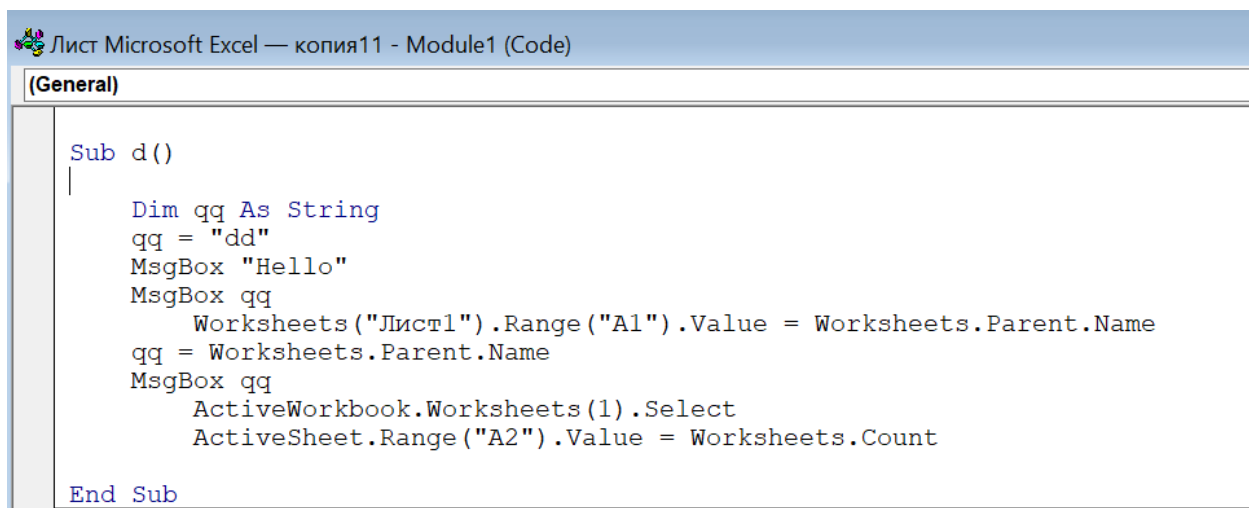 Лист Microsoft Excel — копия11 - Module1 (Code)
(General)
Sub d()
Dim qq As String
qq = "dd"
MsgBox "Hello"
MsgBox qq
Worksheets("Лист1").Range("A1").Value = Worksheets.Parent.Name
qq = Worksheets.Parent.Name
MsgBox qq
ActiveWorkbook.Worksheets(1).Select
ActiveSheet.Range("A2").Value = Worksheets.Count
End Sub